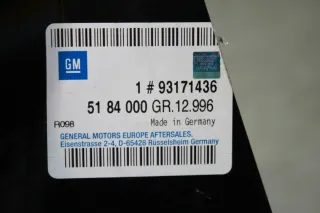 GM
1 # 93171436
51 84 000 GR.12.996
R098
Made in Germany
GENERAL MOTORS EUROPE AFTERSALES.
Eisenstrasse 2-4, D-65428 Rüsselsheim Germany